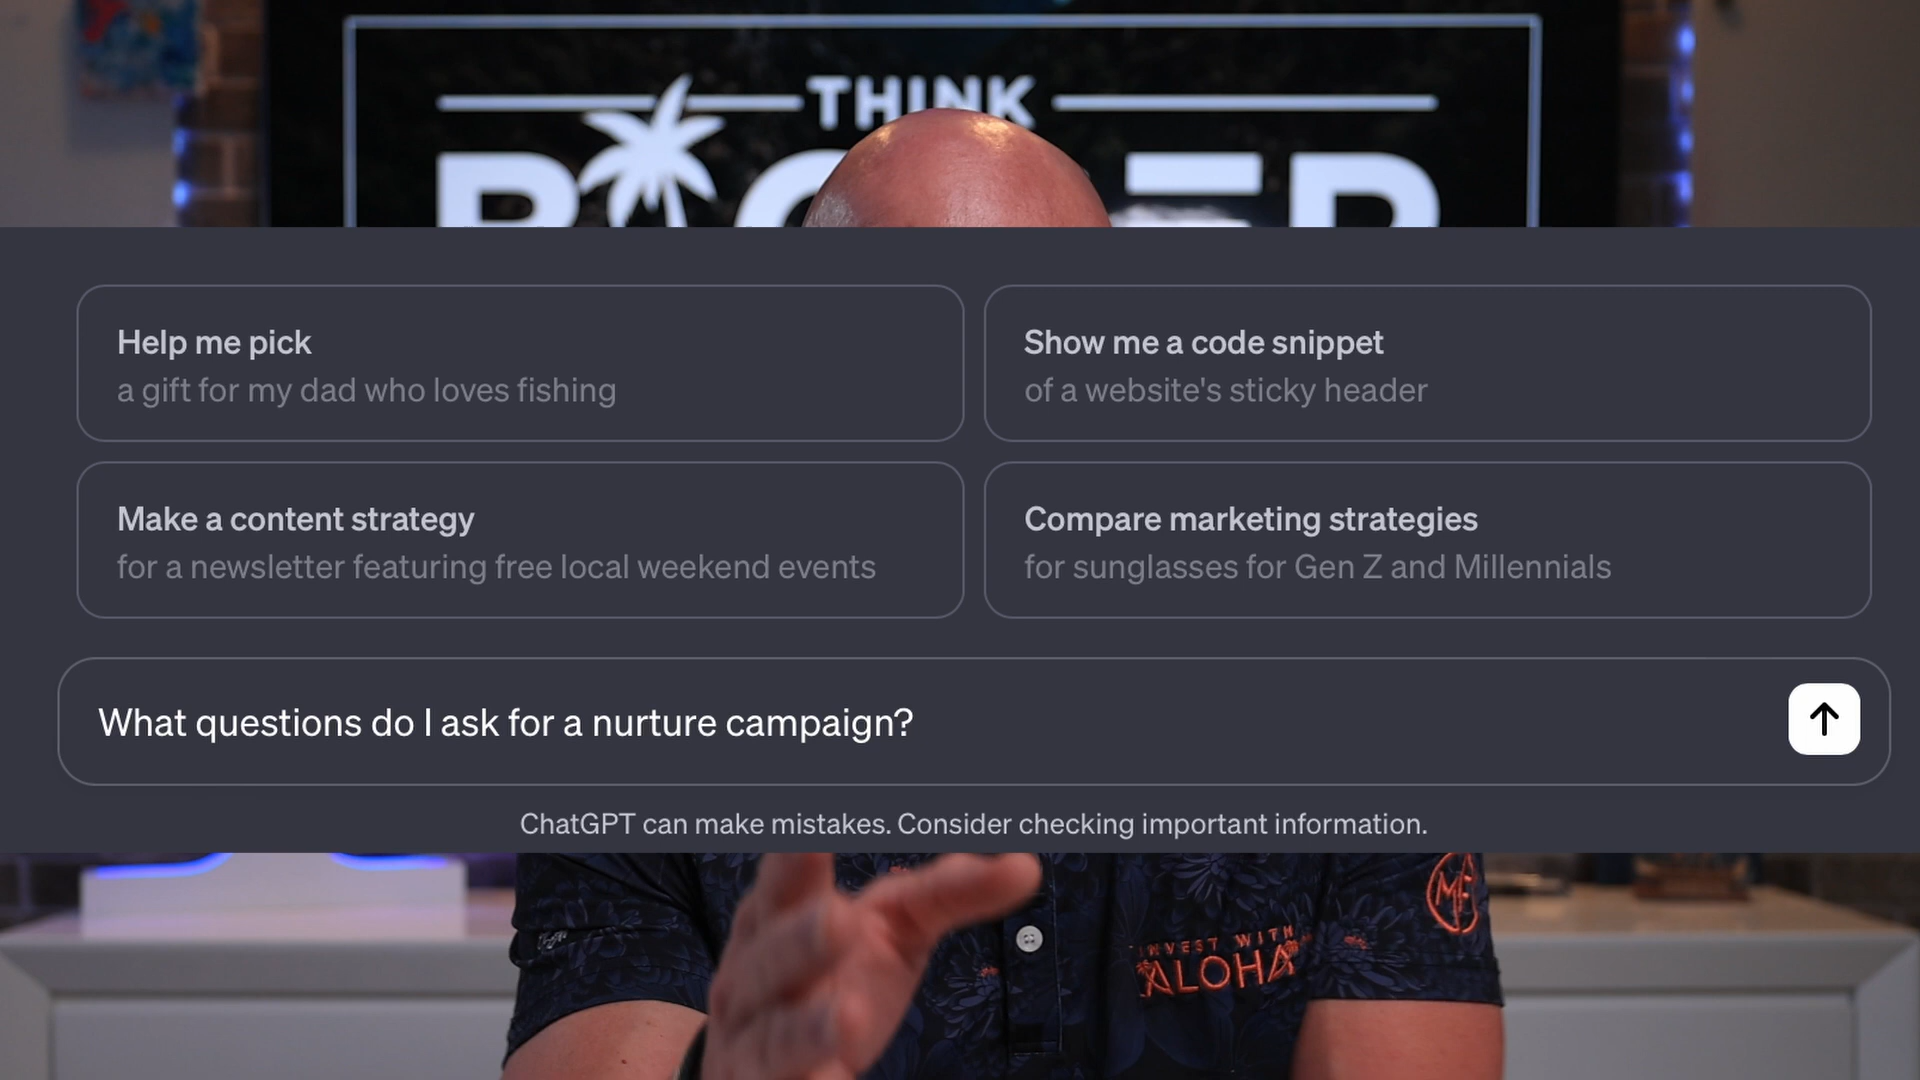 THINK
Help me pick
a gift for my dad who loves fishing
Show me a code snippet
of a website's sticky header
Make a content strategy
for a newsletter featuring free local weekend events
Compare marketing strategies
for sunglasses for Gen Z and Millennials
What questions do I ask for a nurture campaign?
ChatGPT can make mistakes. Consider checking important information.
INVEST WITH
ALOHA